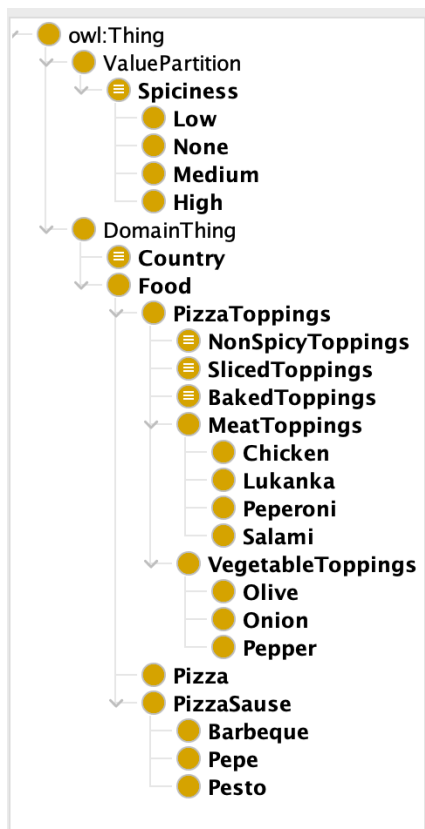 owl:Thing
ValuePartition
Spiciness
Low
None
Medium
High
DomainThing
Country
Food
PizzaToppings
NonSpicyToppings
SlicedToppings
BakedToppings
MeatToppings
Chicken
Lukanka
Peperoni
Salami
VegetableToppings
Olive
Onion
Pepper
Pizza
PizzaSause
Barbeque
Pepe
Pesto